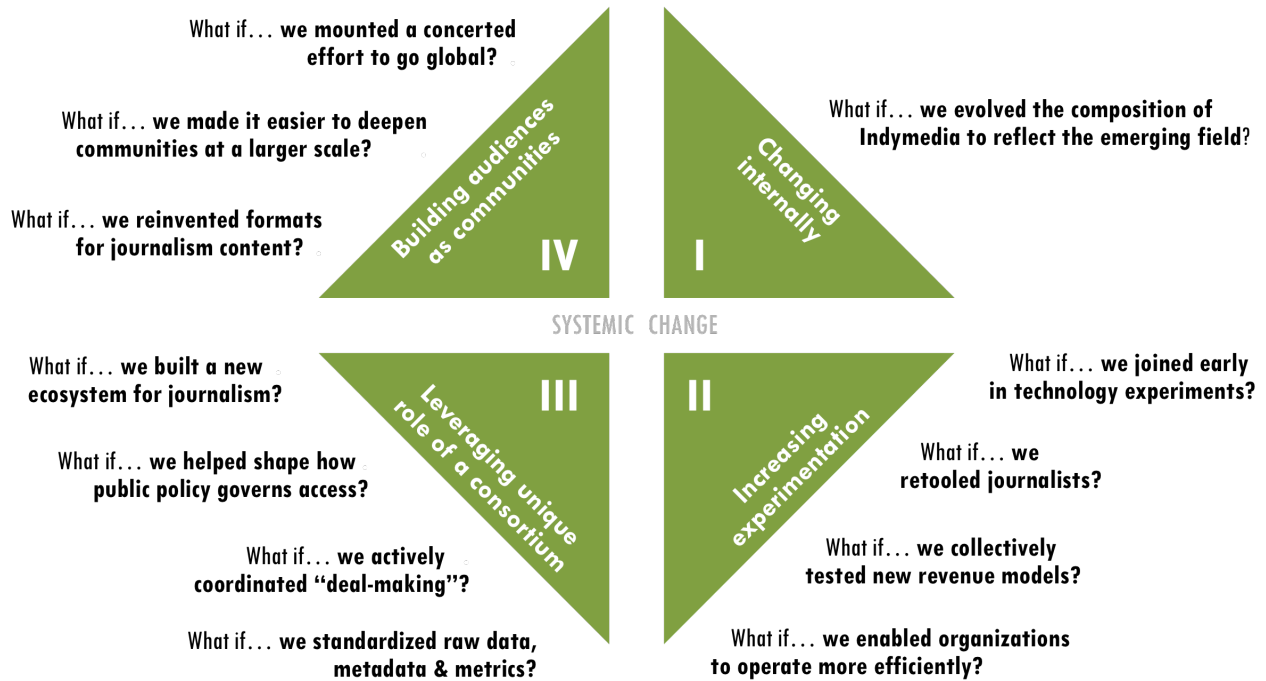 What if… we mounted a concerted
effort to go global?
What if… we made it easier to deepen
communities at a larger scale?
What if… we reinvented formats
for journalism content?
Building audiences
as communities
IV
Changing
internally
I
What if… we evolved the composition of
Indymedia to reflect the emerging field?
SYSTEMIC CHANGE
What if… we built a new
ecosystem for journalism?
What if… we helped shape how
public policy governs access?
What if… we actively
coordinated “deal-making”?
What if… we standardized raw data,
metadata & metrics?
III
Leveraging unique
role of a consortium
II
Increasing
experimentation
What if… we joined early
in technology experiments?
What if… we
retooled journalists?
What if… we collectively
tested new revenue models?
What if… we enabled organizations
to operate more efficiently?